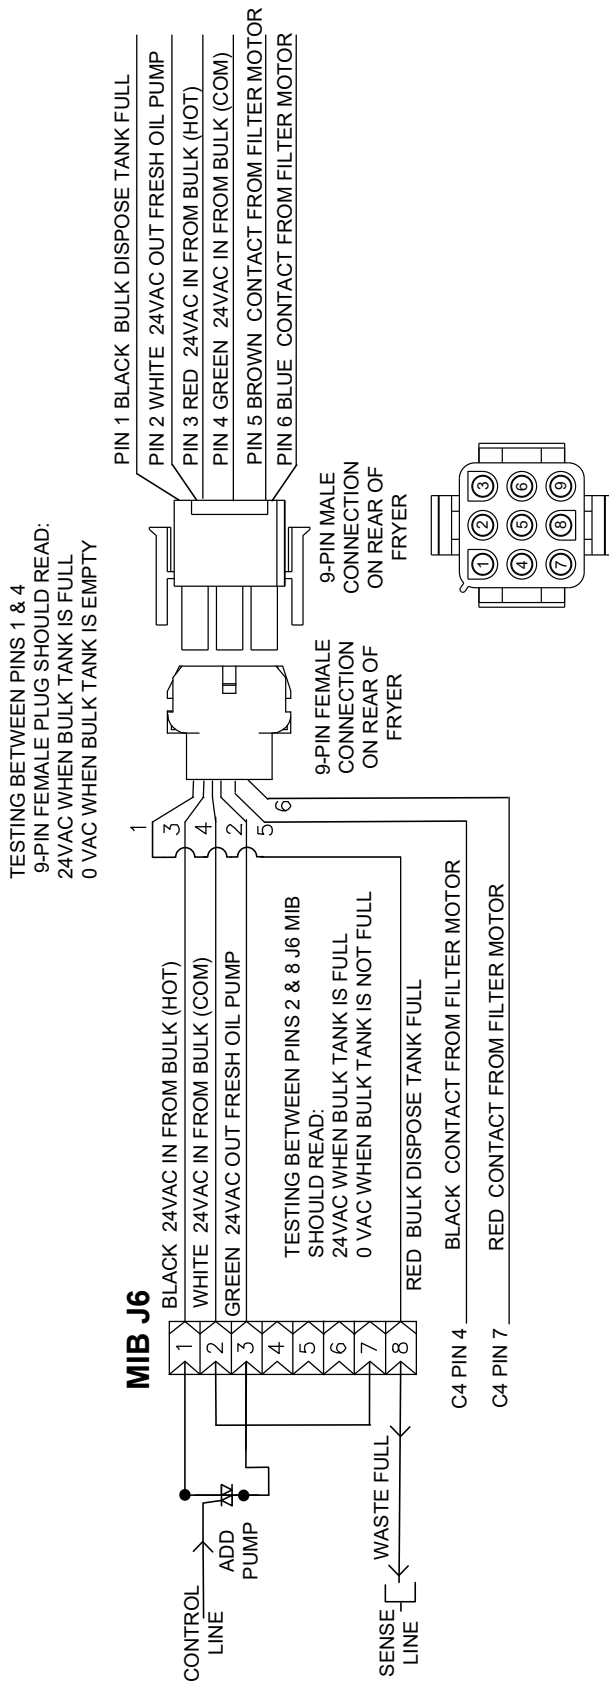 TESTING BETWEEN PINS 1 & 4
9-PIN FEMALE PLUG SHOULD READ:
24VAC WHEN BULK TANK IS FULL
0 VAC WHEN BULK TANK IS EMPTY
MIB J6
CONTROL
LINE
ADD
PUMP
SENSE
LINE
WASTE FULL
1
2
3
4
5
6
7
8
BLACK 24VAC IN FROM BULK (HOT)
WHITE 24VAC IN FROM BULK (COM)
GREEN 24VAC OUT FRESH OIL PUMP
TESTING BETWEEN PINS 2 & 8 J6 MIB
SHOULD READ:
24VAC WHEN BULK TANK IS FULL
0 VAC WHEN BULK TANK IS NOT FULL
RED BULK DISPOSE TANK FULL
C4 PIN 4
BLACK CONTACT FROM FILTER MOTOR
C4 PIN 7
RED CONTACT FROM FILTER MOTOR
1
3
4
2
5
6
9-PIN FEMALE
CONNECTION
ON REAR OF
FRYER
9-PIN MALE
CONNECTION
ON REAR OF
FRYER
PIN 1 BLACK BULK DISPOSE TANK FULL
PIN 2 WHITE 24VAC OUT FRESH OIL PUMP
PIN 3 RED 24VAC IN FROM BULK (HOT)
PIN 4 GREEN 24VAC IN FROM BULK (COM)
PIN 5 BROWN CONTACT FROM FILTER MOTOR
PIN 6 BLUE CONTACT FROM FILTER MOTOR
1 2 3
4 5 6
7 8 9